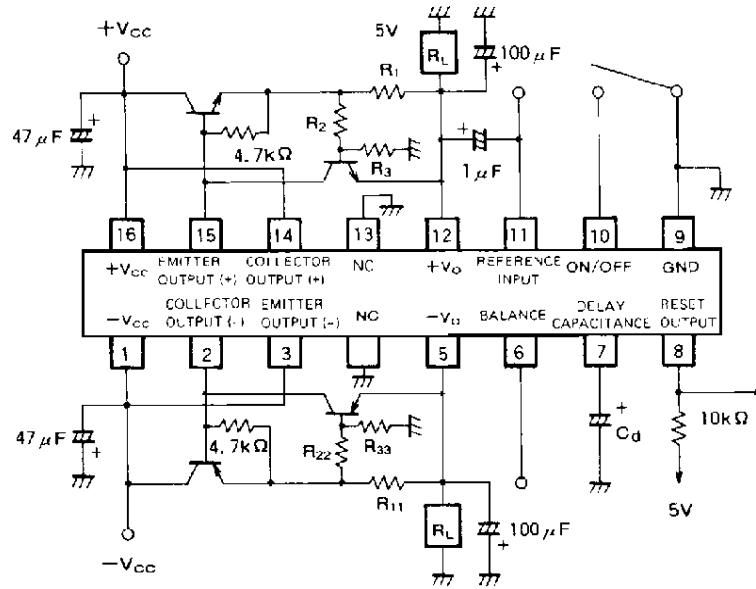 +Vcc
5V
RL
100μF
+
R1
47μF
+
R2
4.7kΩ
R3
+
1μF
16
15
14
13
12
11
10
9
+Vcc
EMITTER OUTPUT (+)
COLLECTOR OUTPUT (+)
NC
+Vo
REFERENCE INPUT
ON/OFF
GND
-Vcc
COLLECTOR OUTPUT (-)
EMITTER OUTPUT (-)
NC
-Vo
BALANCE
DELAY CAPACITANCE
RESET OUTPUT
1
2
3
5
6
7
8
47μF
+
4.7kΩ
R22
R33
+
Cd
10kΩ
R11
RL
100μF
+
5V
-Vcc